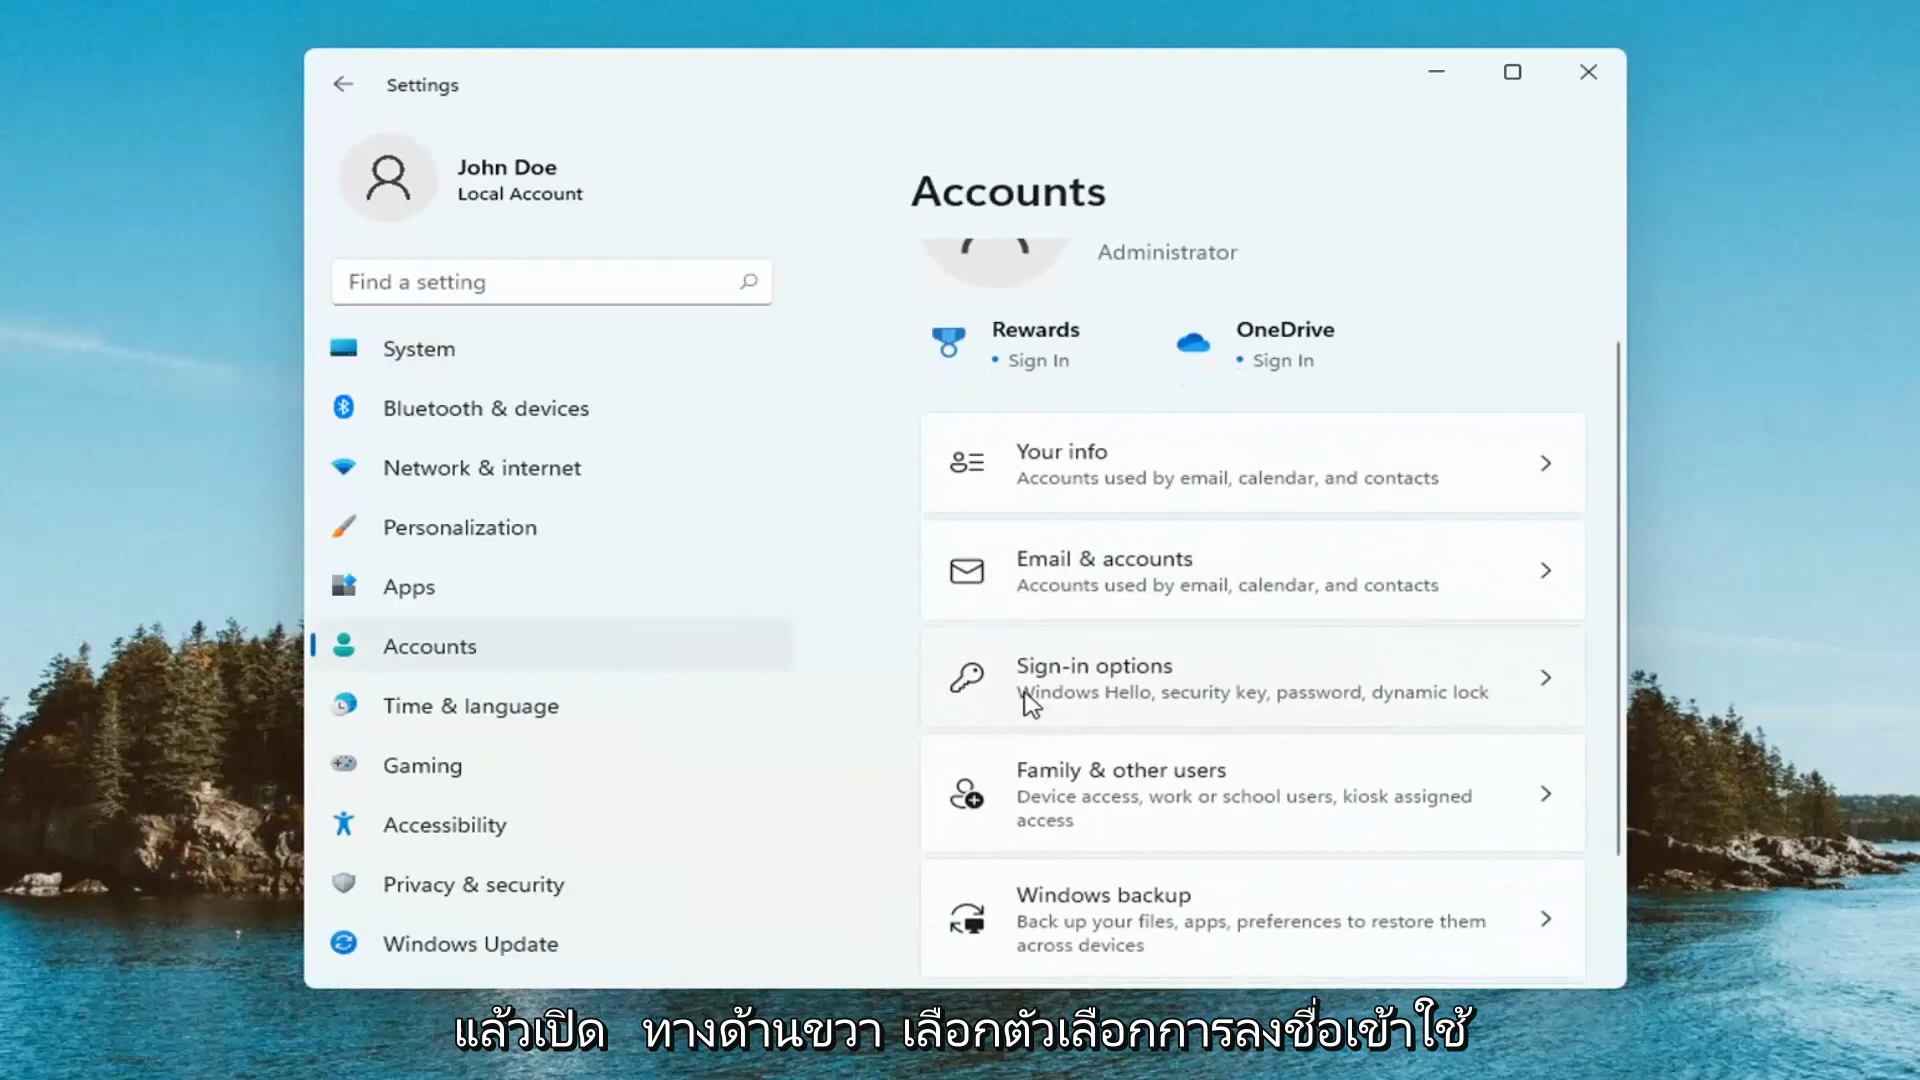 Settings
John Doe
Local Account
Find a setting
System
Bluetooth & devices
Network & internet
Personalization
Apps
Accounts
Time & language
Gaming
Accessibility
Privacy & security
Windows Update
Accounts
Administrator
Rewards
• Sign In
OneDrive
• Sign In
Your info
Accounts used by email, calendar, and contacts
Email & accounts
Accounts used by email, calendar, and contacts
Sign-in options
Windows Hello, security key, password, dynamic lock
Family & other users
Device access, work or school users, kiosk assigned
access
Windows backup
Back up your files, apps, preferences to restore them
across devices
แล้วเปิด ทางด้านขวา เลือกตัวเลือกการลงชื่อเข้าใช้